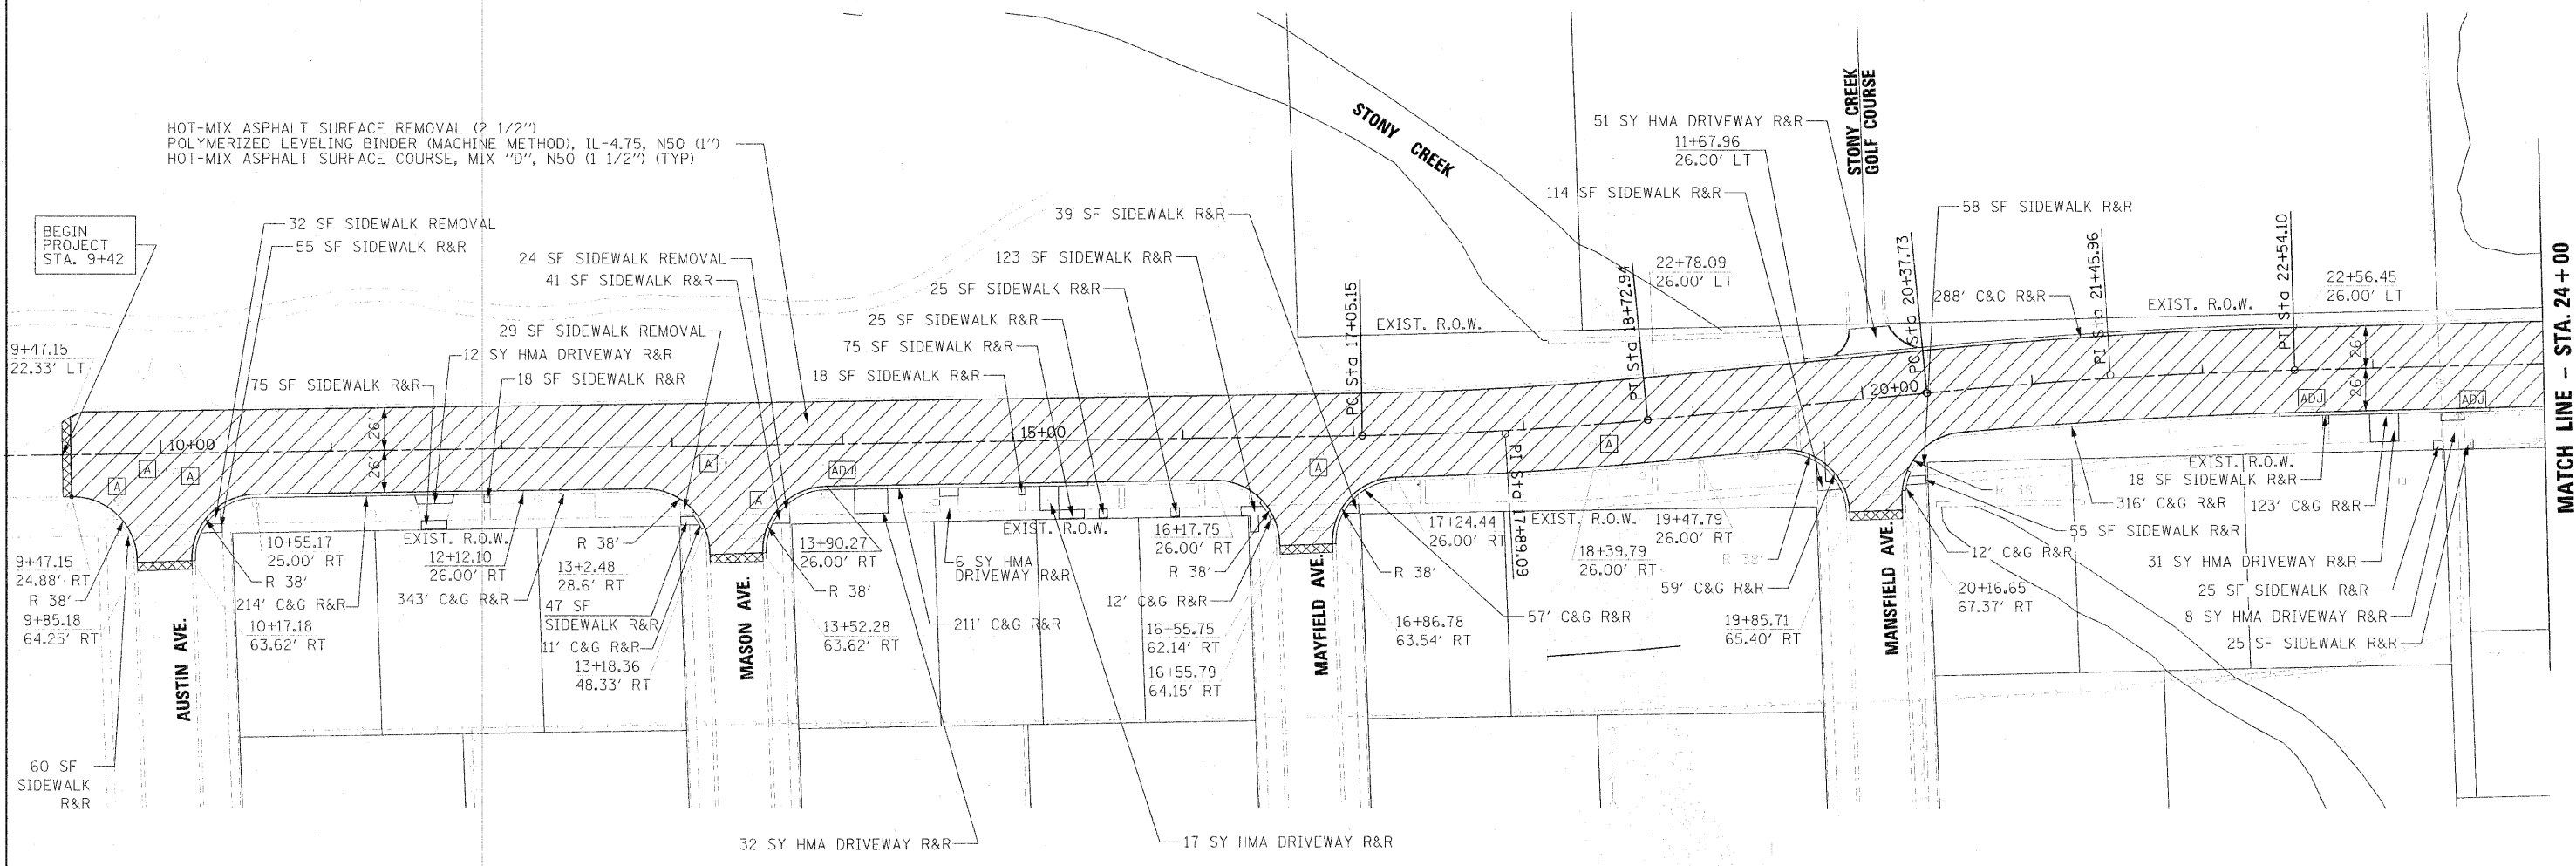 HOT-MIX ASPHALT SURFACE REMOVAL (2 1/2")
POLYMERIZED LEVELING BINDER (MACHINE METHOD), IL-4.75, N50 (1")
HOT-MIX ASPHALT SURFACE COURSE, MIX "D", N50 (1 1/2") (TYP)
BEGIN
PROJECT
STA. 9+42
32 SF SIDEWALK REMOVAL
55 SF SIDEWALK R&R
24 SF SIDEWALK REMOVAL
41 SF SIDEWALK R&R
29 SF SIDEWALK REMOVAL
12 SY HMA DRIVEWAY R&R
18 SF SIDEWALK R&R
75 SF SIDEWALK R&R
9+47.15
22.33' LT
39 SF SIDEWALK R&R
123 SF SIDEWALK R&R
25 SF SIDEWALK R&R
25 SF SIDEWALK R&R
75 SF SIDEWALK R&R
18 SF SIDEWALK R&R
STONY CREEK
STONY CREEK
GOLF COURSE
51 SY HMA DRIVEWAY R&R
11+67.96
26.00' LT
114 SF SIDEWALK R&R
58 SF SIDEWALK R&R
22+78.09
26.00' LT
288' C&G R&R
22+56.45
26.00' LT
EXIST. R.O.W.
EXIST. R.O.W.
PC Sta 17+05.15
PT Sta 18+72.94
PC Sta 20+37.73
PI Sta 21+45.96
PT Sta 22+54.10
PI Sta 17+89.09
MATCH LINE - STA. 24+00
10+00
15+00
20+00
26'
26'
26'
26'
A
A
A
A
A
ADJ
A
A
ADJ
ADJ
9+47.15
24.88' RT
R 38'
9+85.18
64.25' RT
60 SF
SIDEWALK
R&R
AUSTIN AVE.
10+55.17
25.00' RT
R 38'
214' C&G R&R
10+17.18
63.62' RT
EXIST. R.O.W.
12+12.10
26.00' RT
343' C&G R&R
R 38'
13+2.48
28.6' RT
47 SF
SIDEWALK R&R
11' C&G R&R
13+18.36
48.33' RT
MASON AVE.
13+90.27
26.00' RT
R 38'
13+52.28
63.62' RT
6 SY HMA
DRIVEWAY R&R
211' C&G R&R
EXIST. R.O.W.
32 SY HMA DRIVEWAY R&R
17 SY HMA DRIVEWAY R&R
16+17.75
26.00' RT
R 38'
12' C&G R&R
16+55.75
62.14' RT
16+55.79
64.15' RT
MAYFIELD AVE.
R 38'
16+86.78
63.54' RT
17+24.44
26.00' RT
57' C&G R&R
EXIST. R.O.W.
18+39.79
26.00' RT
19+47.79
26.00' RT
R 38'
59' C&G R&R
19+85.71
65.40' RT
MANSFIELD AVE.
12' C&G R&R
20+16.65
67.37' RT
EXIST. R.O.W.
18 SF SIDEWALK R&R
316' C&G R&R
123' C&G R&R
55 SF SIDEWALK R&R
31 SY HMA DRIVEWAY R&R
25 SF SIDEWALK R&R
8 SY HMA DRIVEWAY R&R
25 SF SIDEWALK R&R